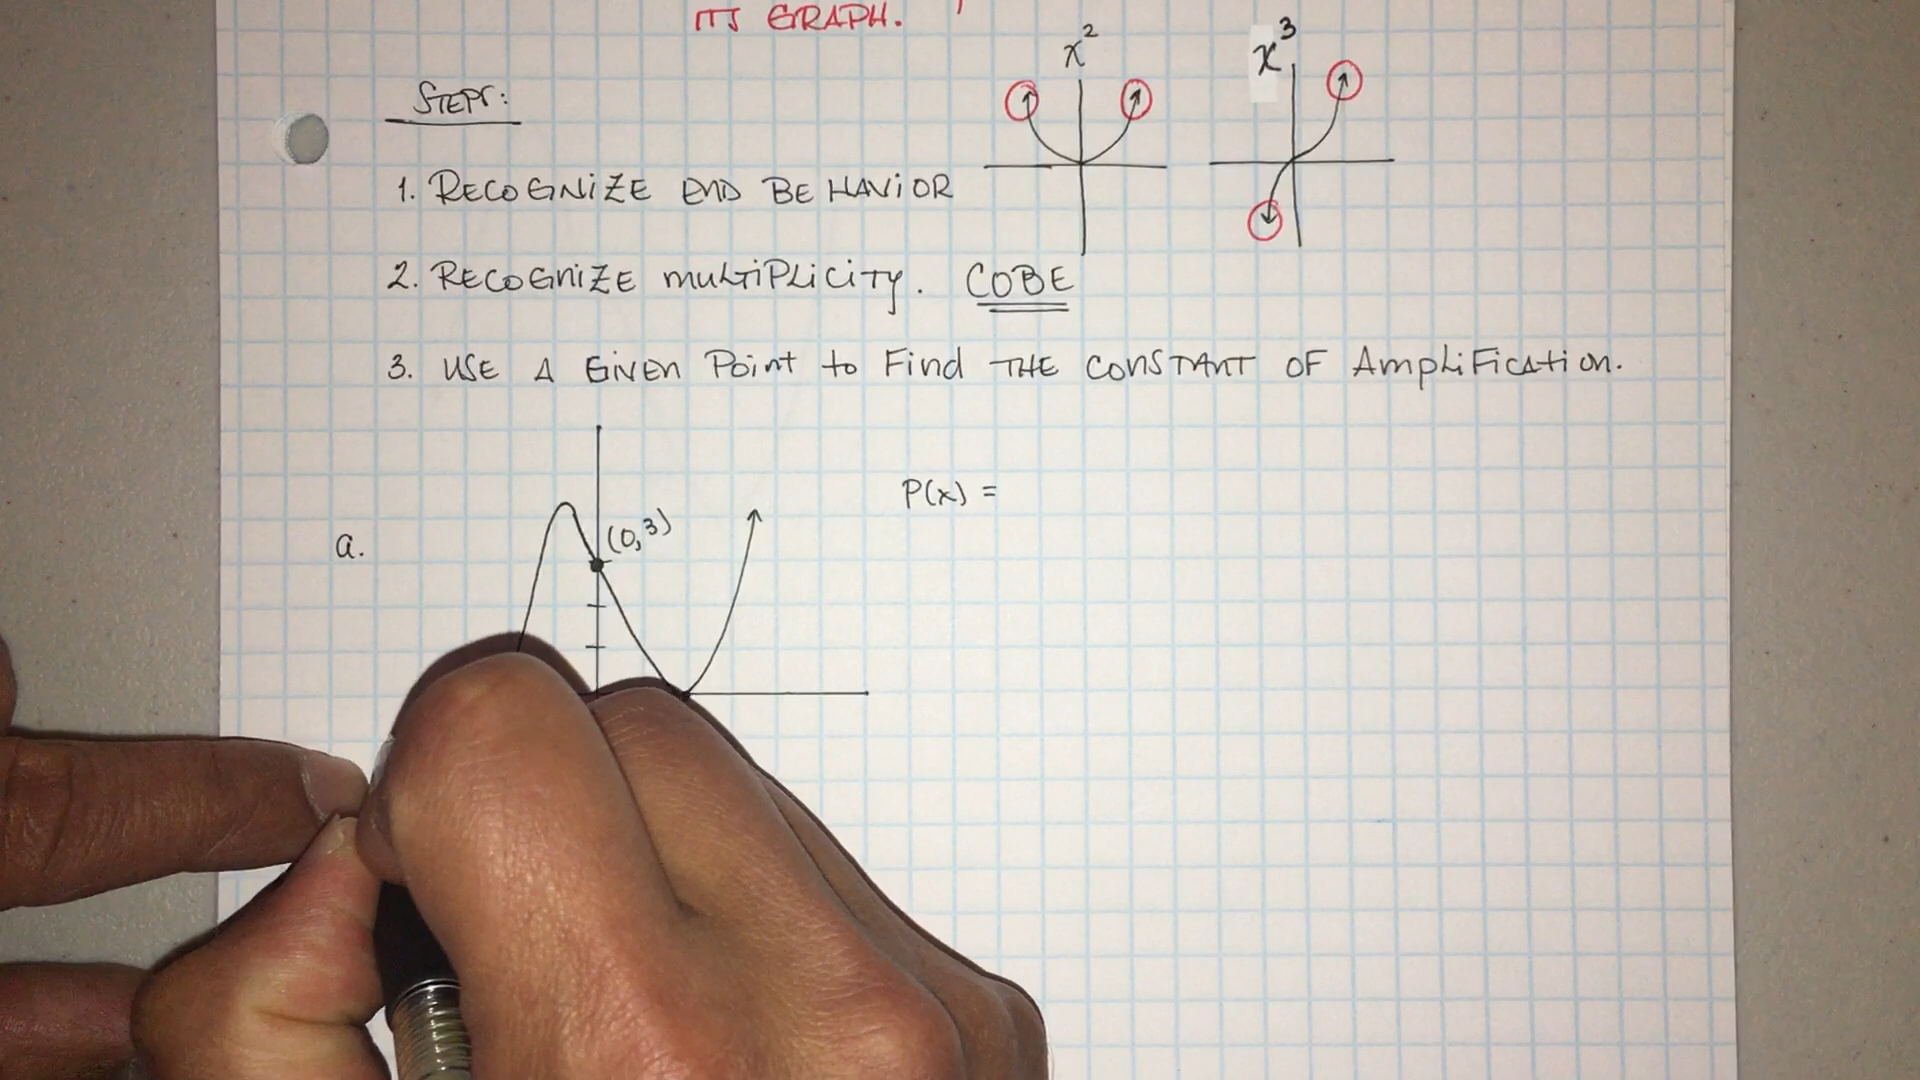 ITS GRAPH.
x²
x³
STEPS:
1. RECOGNIZE END BEHAVIOR
2. RECOGNIZE multiPLiCiTy. COBE
3. USE A GIVEN Point to Find THE CONSTANT OF AmpliFicAtion.
P(x) =
(0,3)
a.